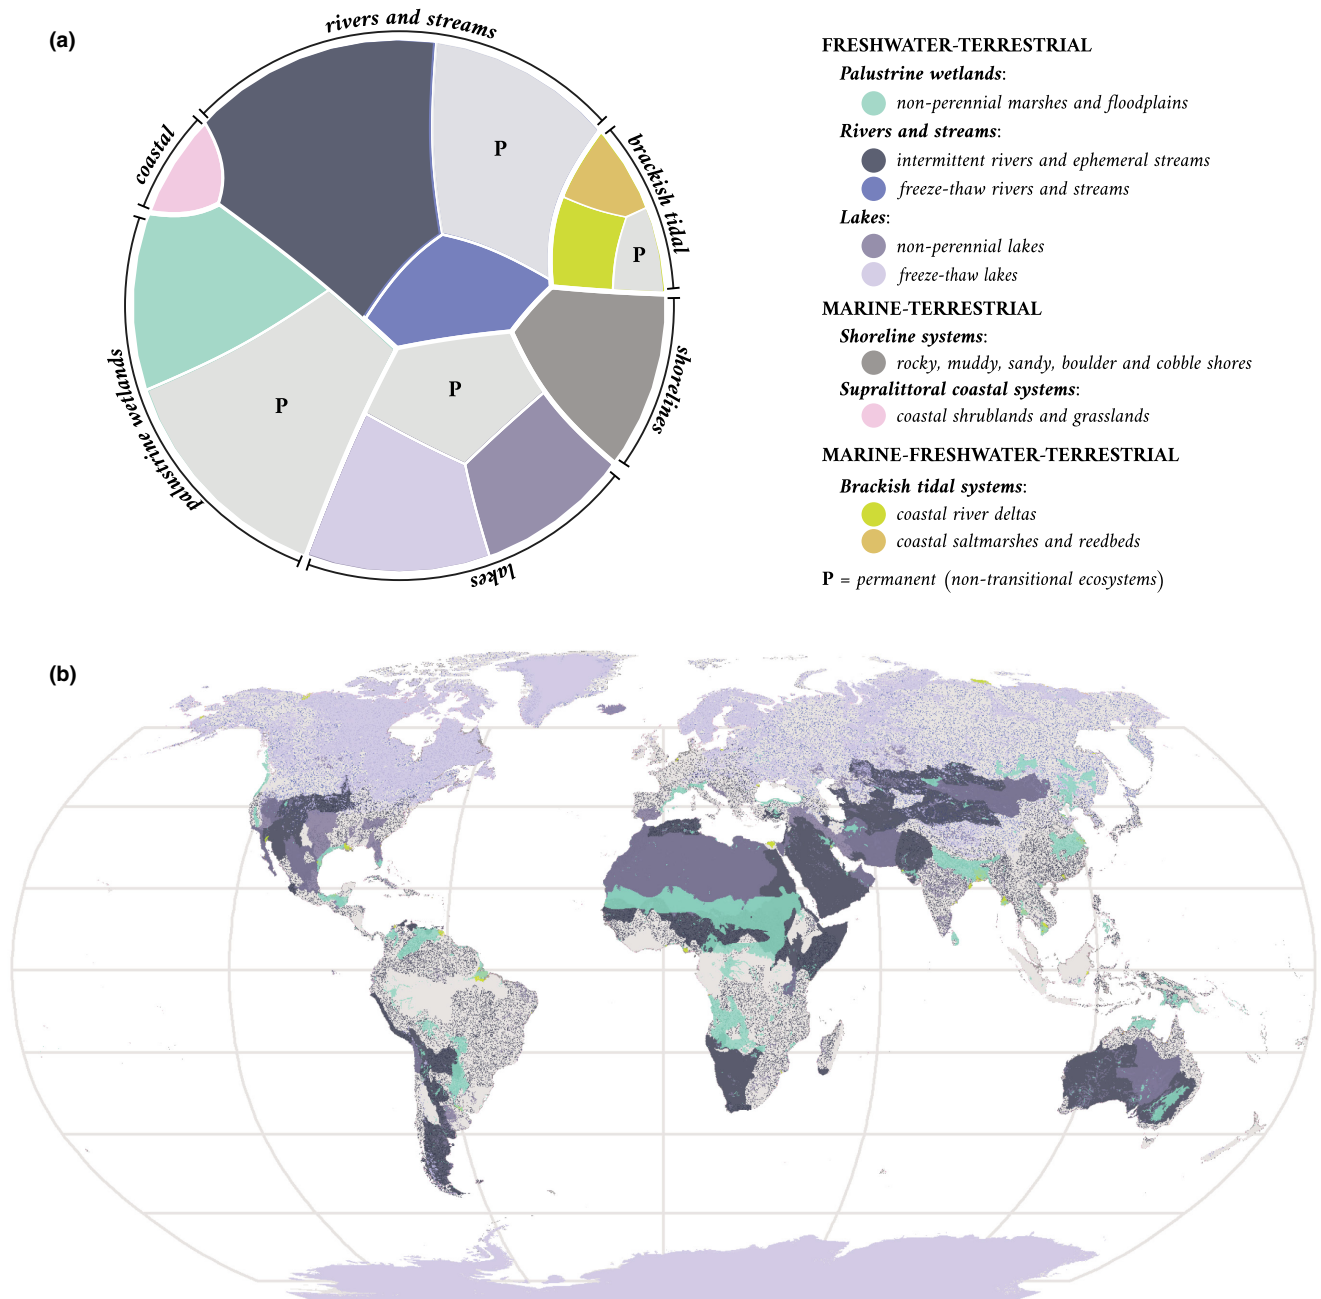 (a)
rivers and streams
coastal
brackish tidal
P
P
P
P
palustrine wetlands
shorelines
lakes
FRESHWATER-TERRESTRIAL
Palustrine wetlands:
non-perennial marshes and floodplains
Rivers and streams:
intermittent rivers and ephemeral streams
freeze-thaw rivers and streams
Lakes:
non-perennial lakes
freeze-thaw lakes
MARINE-TERRESTRIAL
Shoreline systems:
rocky, muddy, sandy, boulder and cobble shores
Supralittoral coastal systems:
coastal shrublands and grasslands
MARINE-FRESHWATER-TERRESTRIAL
Brackish tidal systems:
coastal river deltas
coastal saltmarshes and reedbeds
P = permanent (non-transitional ecosystems)
(b)